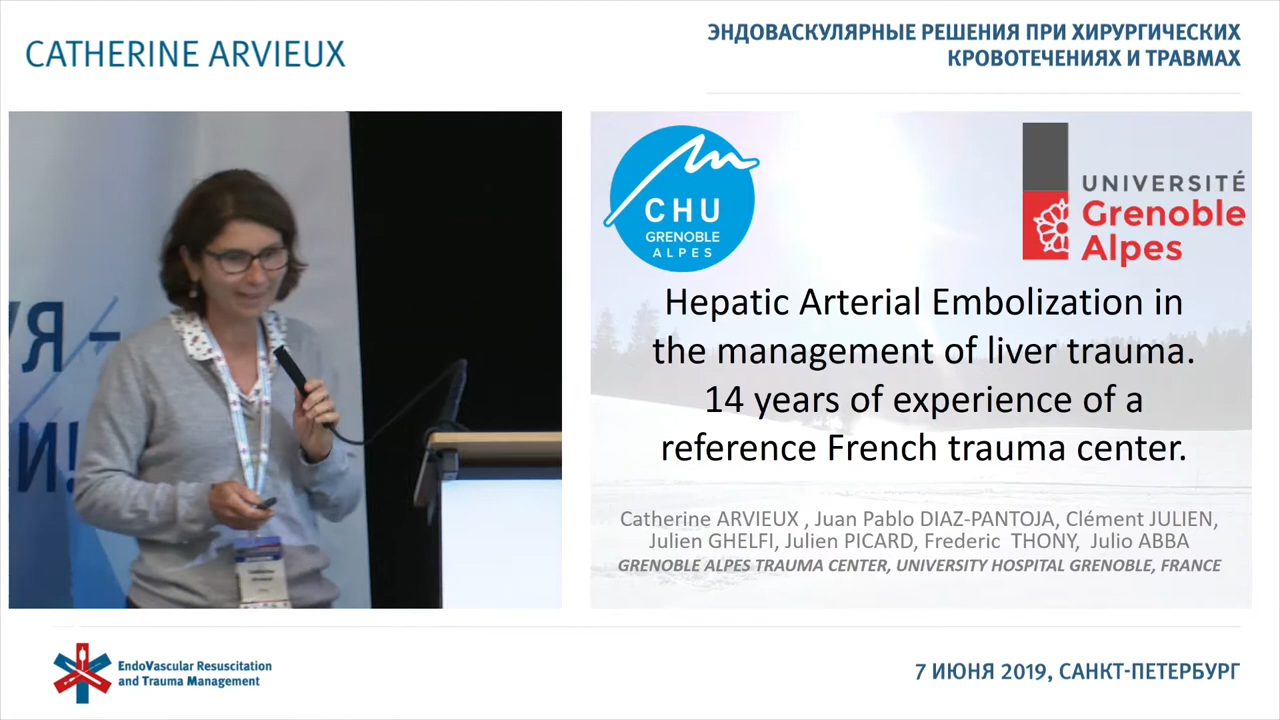 CATHERINE ARVIEUX
ЭНДОВАСКУЛЯРНЫЕ РЕШЕНИЯ ПРИ ХИРУРГИЧЕСКИХ
КРОВОТЕЧЕНИЯХ И ТРАВМАХ
CHU
GRENOBLE
ALPES
UNIVERSITÉ
Grenoble
Alpes
Hepatic Arterial Embolization in
the management of liver trauma.
14 years of experience of a
reference French trauma center.
Catherine ARVIEUX , Juan Pablo DIAZ-PANTOJA, Clément JULIEN,
Julien GHELFI, Julien PICARD, Frederic THONY, Julio ABBA
GRENOBLE ALPES TRAUMA CENTER, UNIVERSITY HOSPITAL GRENOBLE, FRANCE
EndoVascular Resuscitation
and Trauma Management
7 ИЮНЯ 2019, САНКТ-ПЕТЕРБУРГ